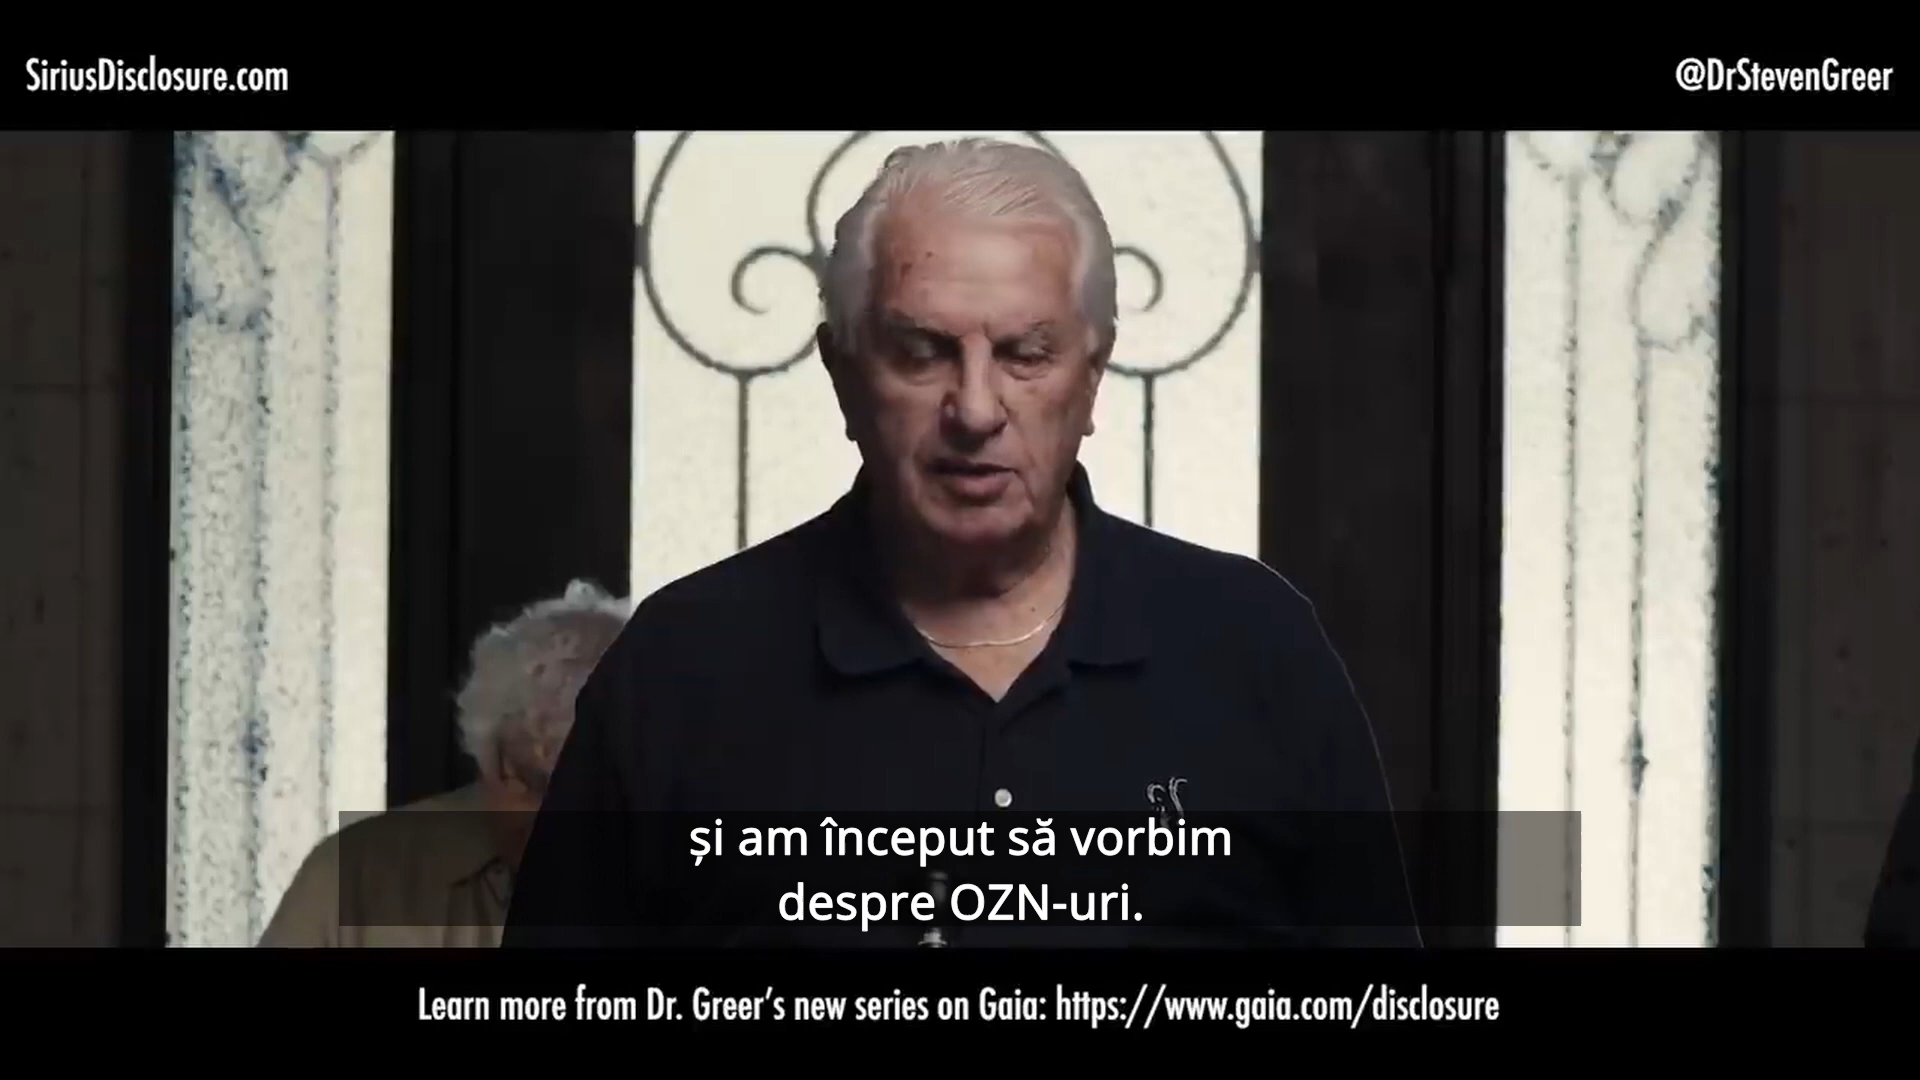 SiriusDisclosure.com
@DrStevenGreer
și am început să vorbim
despre OZN-uri.
Learn more from Dr. Greer's new series on Gaia: https://www.gaia.com/disclosure